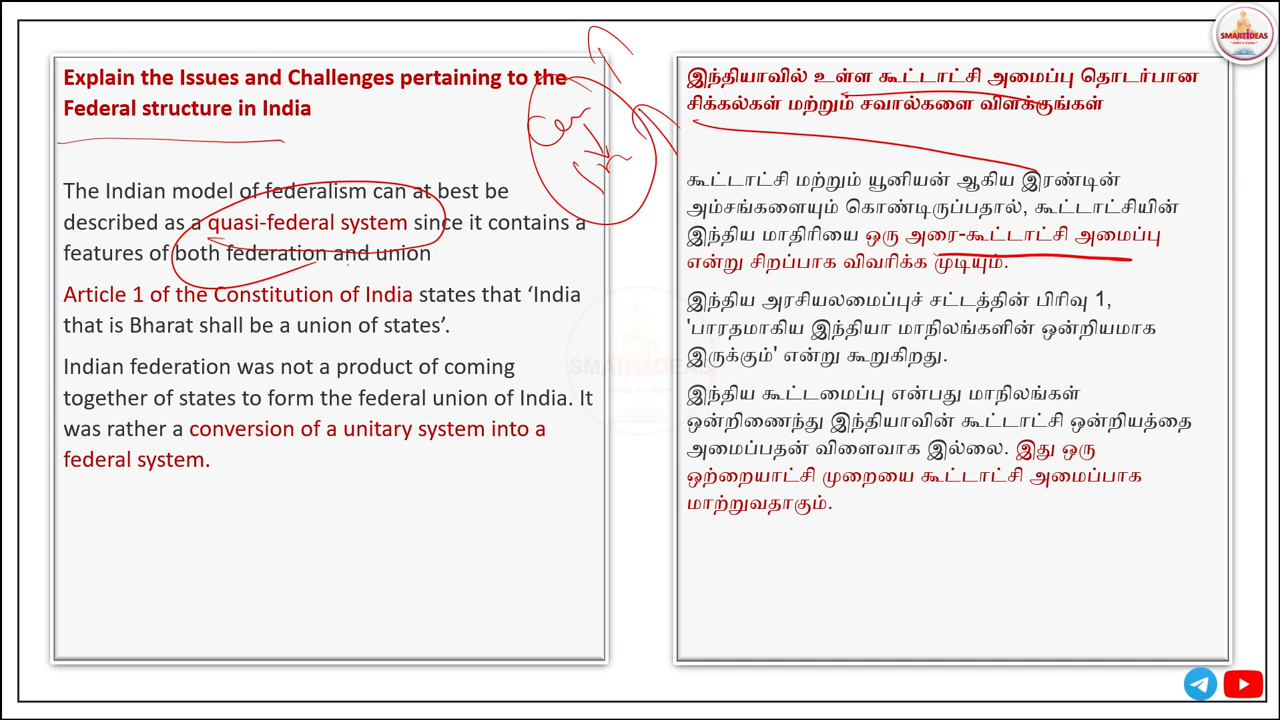 Explain the Issues and Challenges pertaining to the
Federal structure in India
The Indian model of federalism can at best be
described as a quasi-federal system since it contains a
features of both federation and union
Article 1 of the Constitution of India states that ‘India
that is Bharat shall be a union of states’.
Indian federation was not a product of coming
together of states to form the federal union of India. It
was rather a conversion of a unitary system into a
federal system.
இந்தியாவில் உள்ள கூட்டாட்சி அமைப்பு தொடர்பான
சிக்கல்கள் மற்றும் சவால்களை விளக்குங்கள்
கூட்டாட்சி மற்றும் யூனியன் ஆகிய இரண்டின்
அம்சங்களையும் கொண்டிருப்பதால், கூட்டாட்சியின்
இந்திய மாதிரியை ஒரு அரை-கூட்டாட்சி அமைப்பு
என்று சிறப்பாக விவரிக்க முடியும்.
இந்திய அரசியலமைப்புச் சட்டத்தின் பிரிவு 1,
'பாரதமாகிய இந்தியா மாநிலங்களின் ஒன்றியமாக
இருக்கும்' என்று கூறுகிறது.
இந்திய கூட்டமைப்பு என்பது மாநிலங்கள்
ஒன்றிணைந்து இந்தியாவின் கூட்டாட்சி ஒன்றியத்தை
அமைப்பதன் விளைவாக இல்லை. இது ஒரு
ஒற்றையாட்சி முறையை கூட்டாட்சி அமைப்பாக
மாற்றுவதாகும்.
SMARTIDEAS
SMARTIDEAS